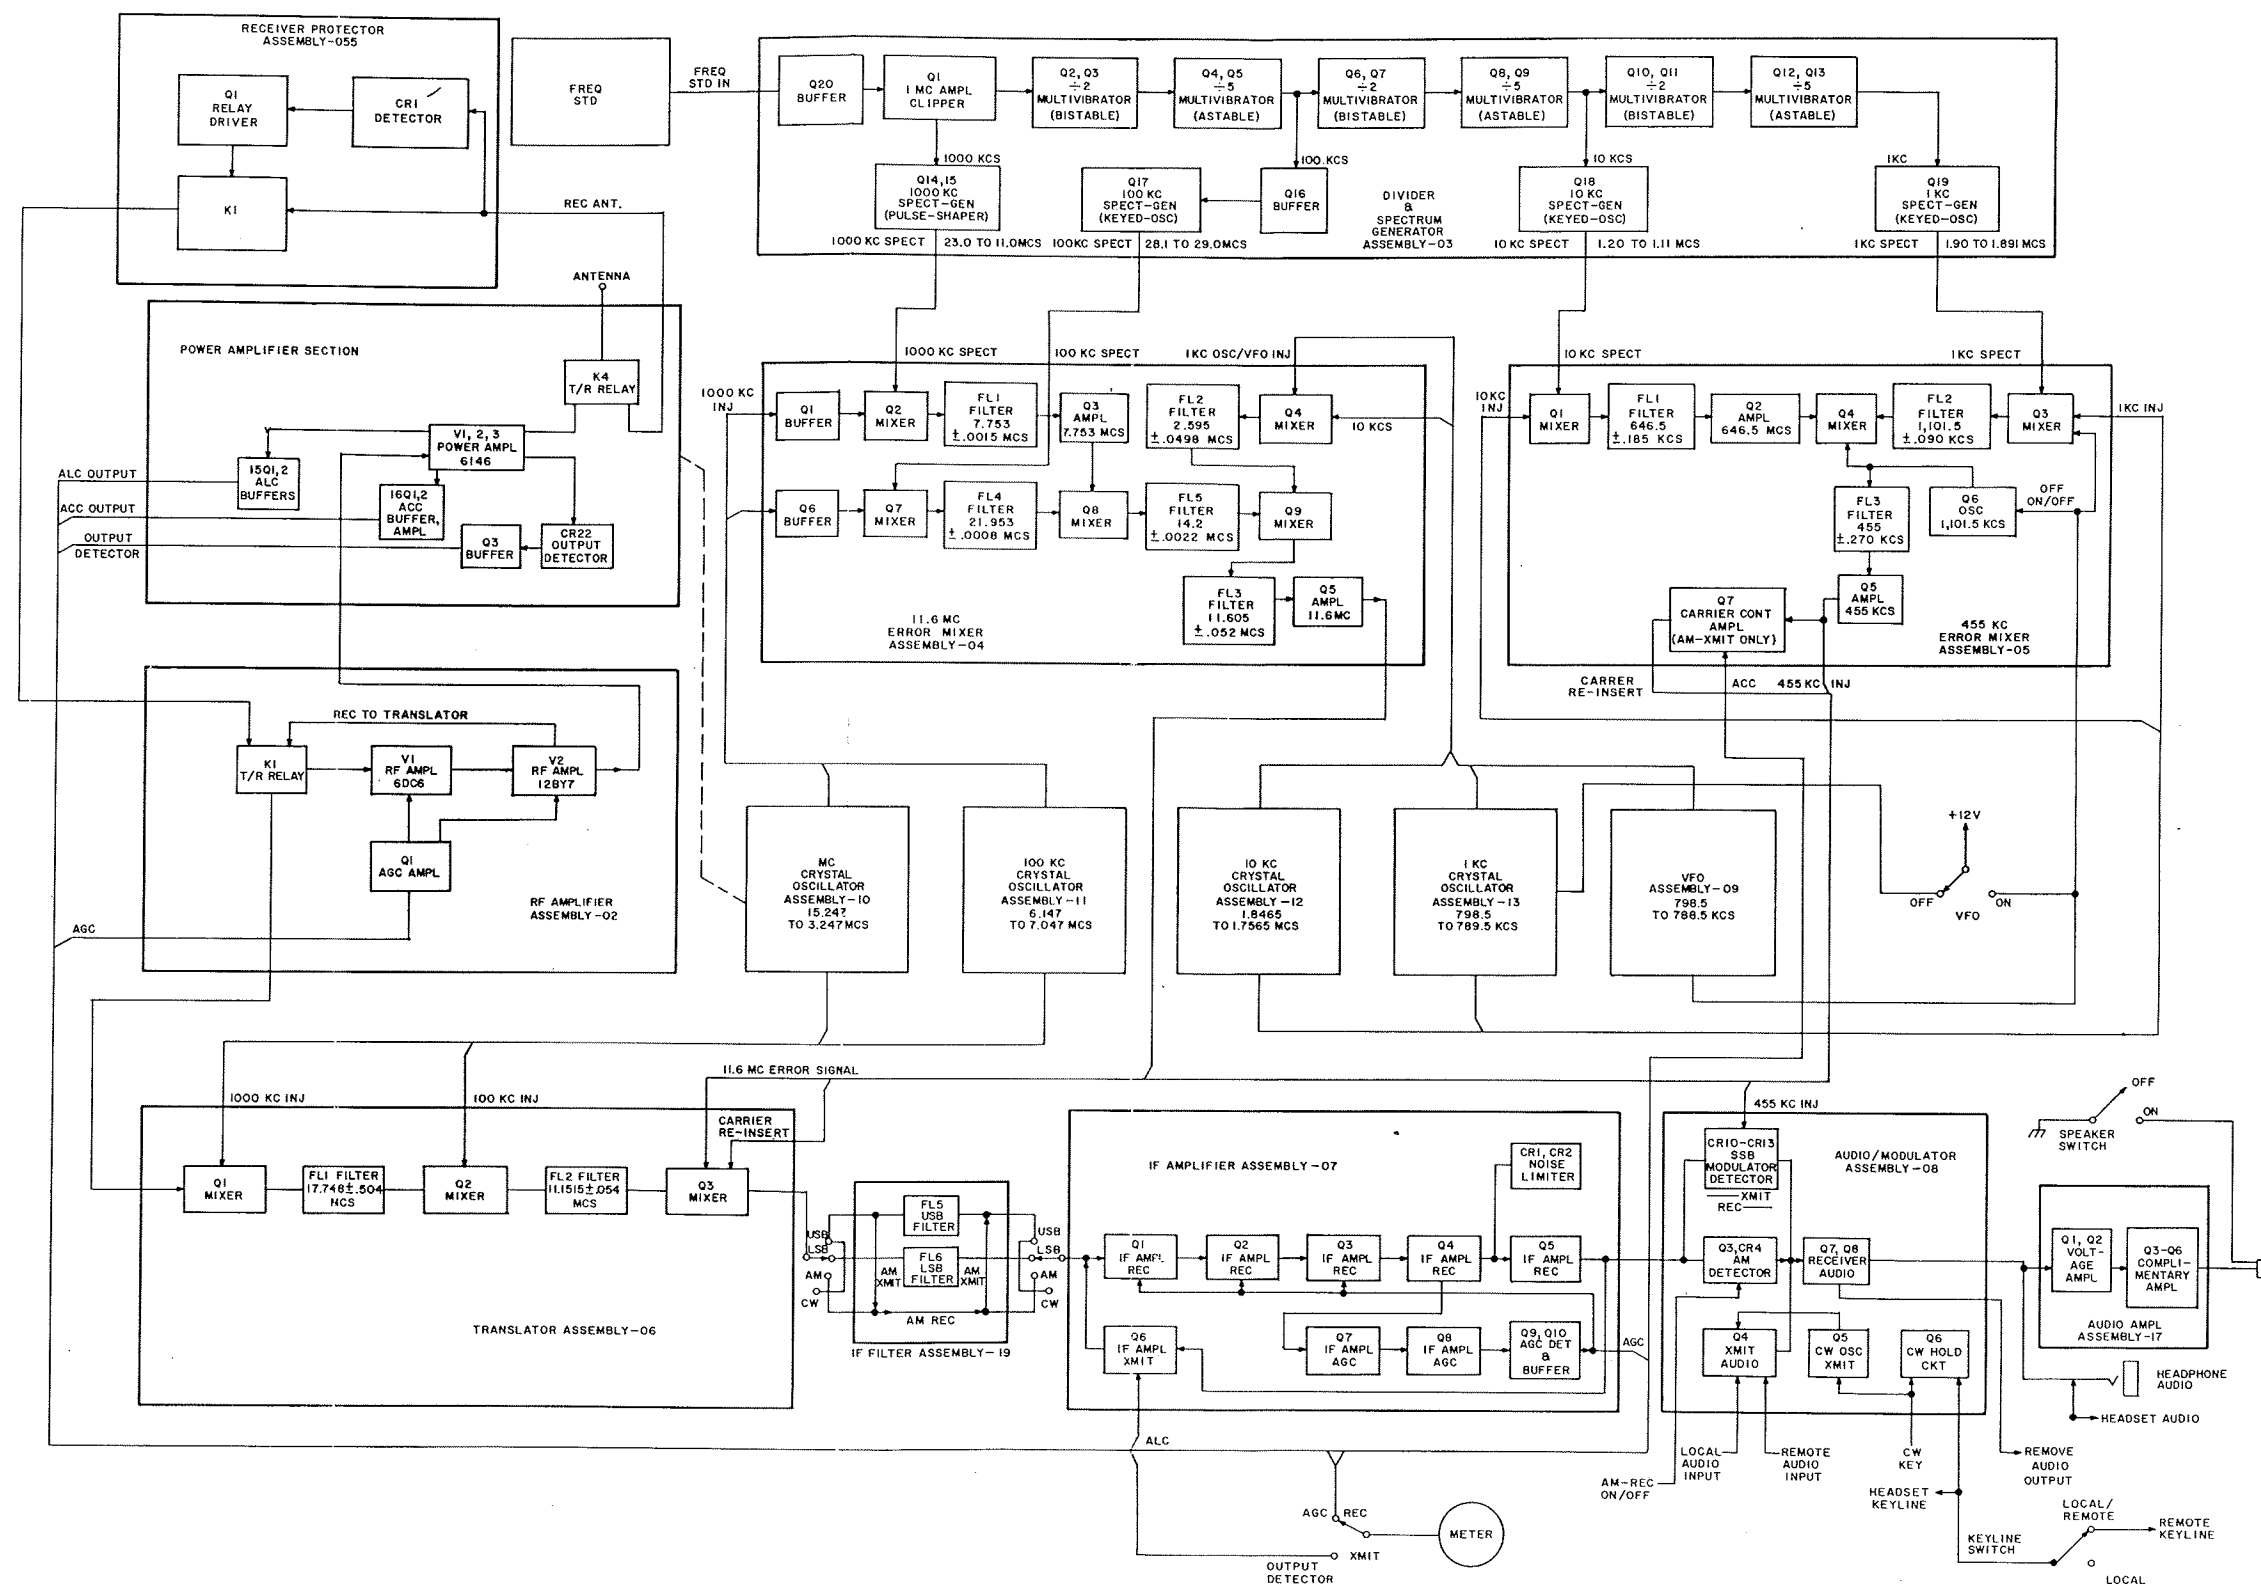 RECEIVER PROTECTOR
ASSEMBLY-055
Q1
RELAY
DRIVER
CR1
DETECTOR
K1
REC ANT.
FREQ
STD
FREQ
STD IN
Q20
BUFFER
Q1
1 MC AMPL
CLIPPER
Q2, Q3
÷2
MULTIVIBRATOR
(BISTABLE)
Q4, Q5
÷5
MULTIVIBRATOR
(ASTABLE)
Q6, Q7
÷2
MULTIVIBRATOR
(BISTABLE)
Q8, Q9
÷5
MULTIVIBRATOR
(ASTABLE)
Q10, Q11
÷2
MULTIVIBRATOR
(BISTABLE)
Q12, Q13
÷5
MULTIVIBRATOR
(ASTABLE)
1000 KCS
100 KCS
10 KCS
1KC
Q14,15
1000 KC
SPECT-GEN
(PULSE-SHAPER)
Q17
100 KC
SPECT-GEN
(KEYED-OSC)
Q16
BUFFER
DIVIDER
&
SPECTRUM
GENERATOR
ASSEMBLY-03
Q18
10 KC
SPECT-GEN
(KEYED-OSC)
Q19
1 KC
SPECT-GEN
(KEYED-OSC)
1000 KC SPECT
23.0 TO 11.0MCS
100KC SPECT
28.1 TO 29.0MCS
10 KC SPECT
1.20 TO 1.11 MCS
1KC SPECT
1.90 TO 1.891 MCS
ANTENNA
POWER AMPLIFIER SECTION
K4
T/R RELAY
V1, 2, 3
POWER AMPL
6146
15Q1,2
ALC
BUFFERS
16Q1,2
ACC
BUFFER,
AMPL
Q3
BUFFER
CR22
OUTPUT
DETECTOR
ALC OUTPUT
ACC OUTPUT
OUTPUT
DETECTOR
1000 KC SPECT
100 KC SPECT
1KC OSC/VFO INJ
1000 KC
INJ
Q1
BUFFER
Q2
MIXER
FL1
FILTER
7.753
±.0015 MCS
Q3
AMPL
7.753 MCS
FL2
FILTER
2.595
±.0498 MCS
Q4
MIXER
10 KCS
Q6
BUFFER
Q7
MIXER
FL4
FILTER
21.953
±.0008 MCS
Q8
MIXER
FL5
FILTER
14.2
±.0022 MCS
Q9
MIXER
FL3
FILTER
11.605
±.052 MCS
Q5
AMPL
11.6MC
11.6 MC
ERROR MIXER
ASSEMBLY-04
10 KC SPECT
1KC SPECT
10KC
INJ
1KC INJ
Q1
MIXER
FL1
FILTER
646.5
±.185 KCS
Q2
AMPL
646.5 MCS
Q4
MIXER
FL2
FILTER
1,101.5
±.090 KCS
Q3
MIXER
FL3
FILTER
455
±.270 KCS
Q6
OSC
1,101.5 KCS
OFF
ON/OFF
Q5
AMPL
455 KCS
Q7
CARRIER CONT
AMPL
(AM-XMIT ONLY)
455 KC
ERROR MIXER
ASSEMBLY-05
CARRER
RE-INSERT
ACC
455 KC INJ
REC TO TRANSLATOR
K1
T/R RELAY
V1
RF AMPL
6DC6
V2
RF AMPL
12BY7
Q1
AGC AMPL
RF AMPLIFIER
ASSEMBLY-02
AGC
MC
CRYSTAL
OSCILLATOR
ASSEMBLY-10
15.247
TO 3.247MCS
100 KC
CRYSTAL
OSCILLATOR
ASSEMBLY-11
6.147
TO 7.047 MCS
10 KC
CRYSTAL
OSCILLATOR
ASSEMBLY-12
1.8465
TO 1.7565 MCS
1 KC
CRYSTAL
OSCILLATOR
ASSEMBLY-13
798.5
TO 789.5 KCS
VFO
ASSEMBLY-09
798.5
TO 788.5 KCS
+12V
OFF
VFO
ON
11.6 MC ERROR SIGNAL
1000 KC INJ
100 KC INJ
CARRIER
RE-INSERT
Q1
MIXER
FL1 FILTER
17.748±.504
MCS
Q2
MIXER
FL2 FILTER
11.1515±.054
MCS
Q3
MIXER
TRANSLATOR ASSEMBLY-06
USB
LSB
AM
CW
FL5
USB
FILTER
FL6
LSB
FILTER
AM
XMIT
AM
XMIT
AM REC
USB
LSB
AM
CW
IF FILTER ASSEMBLY-19
IF AMPLIFIER ASSEMBLY-07
CR1, CR2
NOISE
LIMITER
Q1
IF AMPL
REC
Q2
IF AMPL
REC
Q3
IF AMPL
REC
Q4
IF AMPL
REC
Q5
IF AMPL
REC
Q6
IF AMPL
XMIT
Q7
IF AMPL
AGC
Q8
IF AMPL
AGC
Q9, Q10
AGC DET
&
BUFFER
AGC
455 KC INJ
CR10-CR13
SSB
MODULATOR
DETECTOR
XMIT
REC
AUDIO/MODULATOR
ASSEMBLY-08
Q3,CR4
AM
DETECTOR
Q7, Q8
RECEIVER
AUDIO
Q4
XMIT
AUDIO
Q5
CW OSC
XMIT
Q6
CW HOLD
CKT
OFF
ON
SPEAKER
SWITCH
Q1, Q2
VOLT-
AGE
AMPL
Q3-Q6
COMPLI-
MENTARY
AMPL
AUDIO AMPL
ASSEMBLY-17
HEADPHONE
AUDIO
HEADSET AUDIO
ALC
LOCAL
AUDIO
INPUT
REMOTE
AUDIO
INPUT
CW
KEY
REMOVE
AUDIO
OUTPUT
AM-REC
ON/OFF
HEADSET
KEYLINE
LOCAL/
REMOTE
REMOTE
KEYLINE
KEYLINE
SWITCH
LOCAL
AGC
REC
METER
XMIT
OUTPUT
DETECTOR